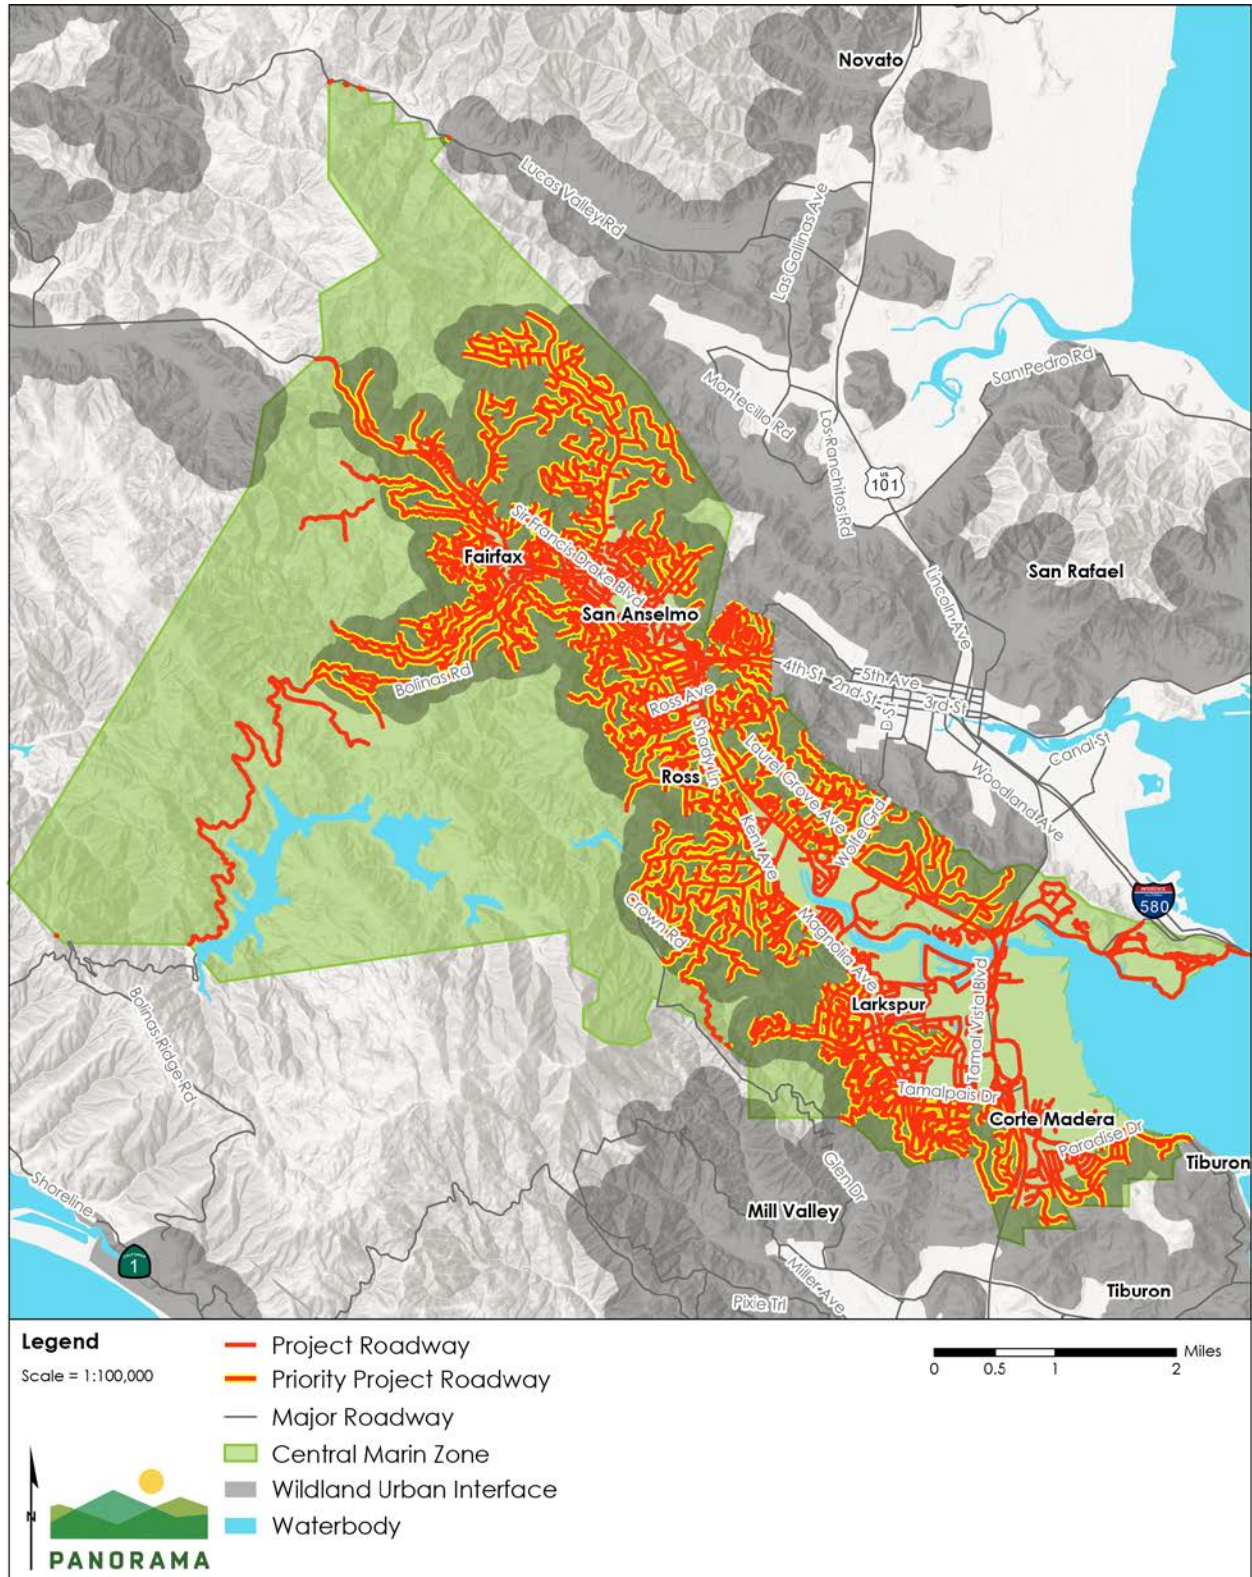 Novato
Lucas Valley Rd
Las Gallinas Ave
San Pedro Rd
Montecillo Rd
Los Ranchitos Rd
US
101
Sir Francis Drake Blvd
Fairfax
San Rafael
Lincoln Ave
San Anselmo
4th St
5th Ave
Bolinas Rd
2nd St
3rd St
Ross Ave
D St
Shady Ln
Laurel Grove Ave
Canal St
Ross
Woodland Ave
Kent Ave
Wolfe Grd
INTERSTATE
CALIFORNIA
580
Crown Rd
Magnolia Ave
Larkspur
Tamal Vista Blvd
Bolinas Ridge Rd
Tamalpais Dr
Corte Madera
Paradise Dr
Tiburon
Glen Dr
Shoreline
Mill Valley
CALIFORNIA
1
Miller Ave
Pixie Trl
Tiburon
Legend
Scale = 1:100,000
Project Roadway
Priority Project Roadway
Major Roadway
Central Marin Zone
Wildland Urban Interface
Waterbody
Miles
0 0.5 1 2
N
PANORAMA